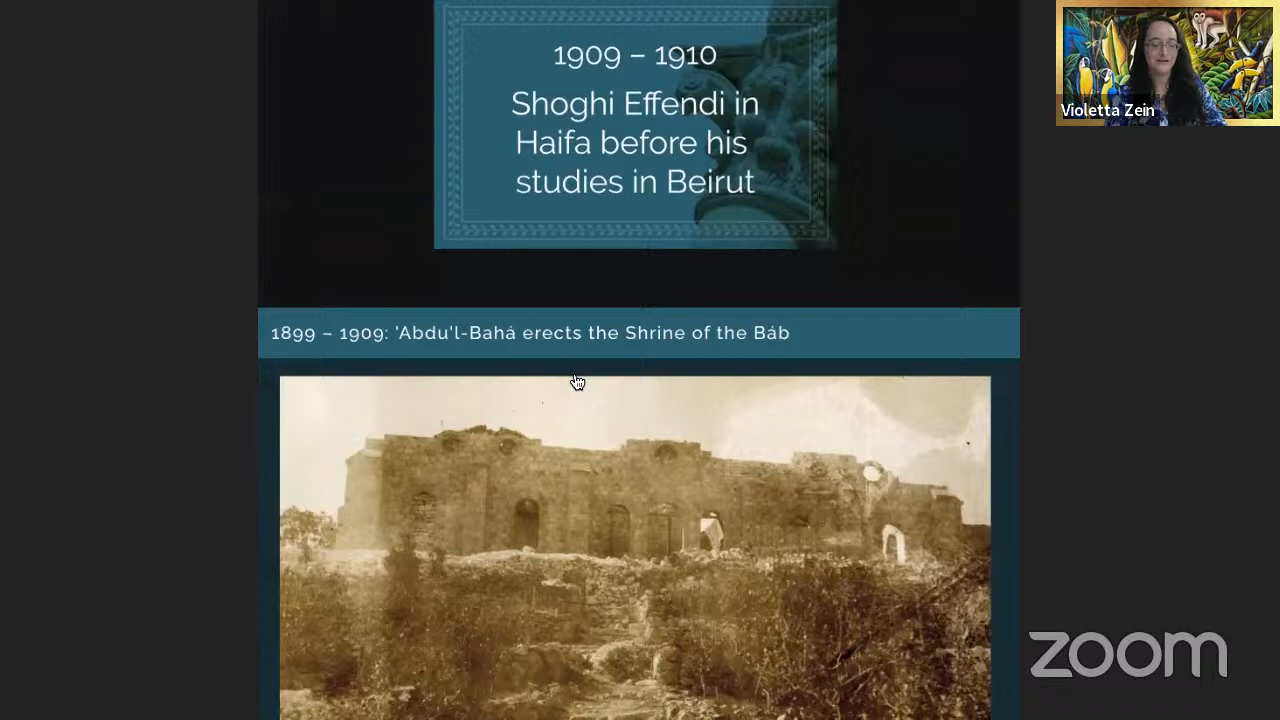 1909 – 1910
Shoghi Effendi in
Haifa before his
studies in Beirut
Violetta Zein
1899 – 1909: 'Abdu'l-Bahá erects the Shrine of the Báb
zoom